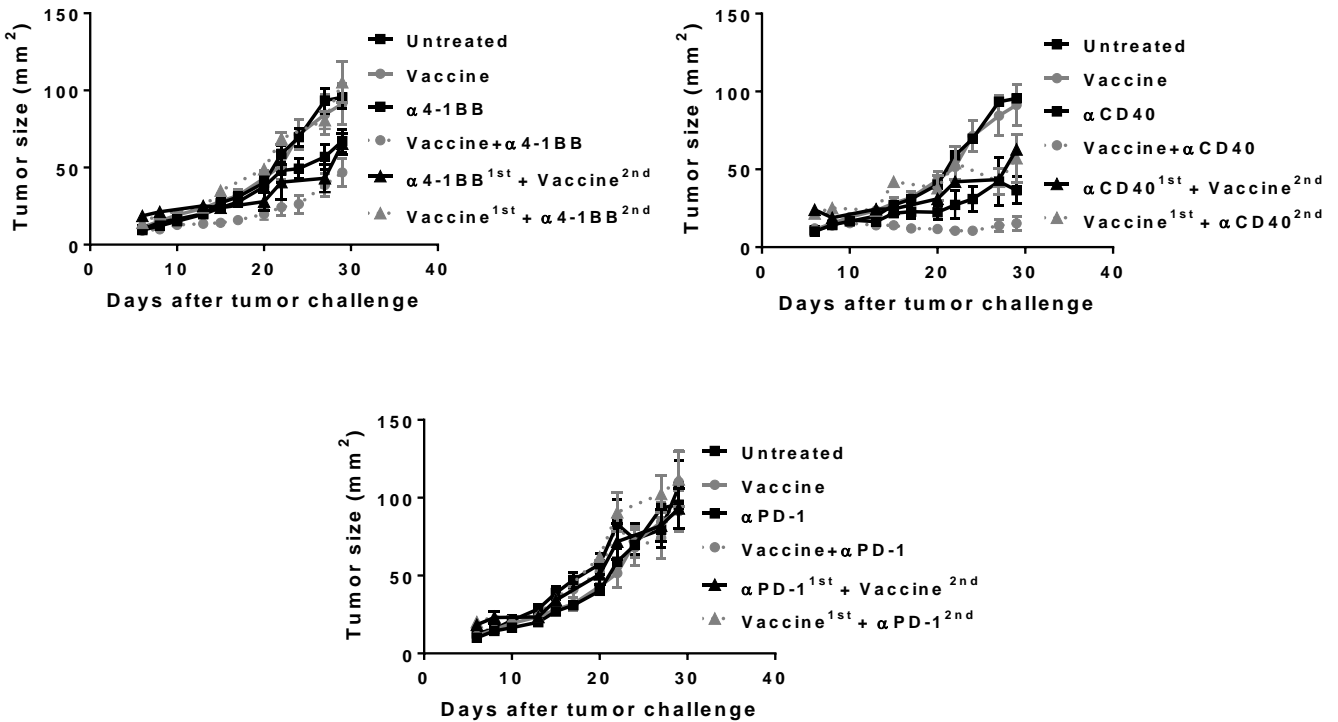 Tumor size (mm2)
150
100
50
0
0 10 20 30 40
Days after tumor challenge
Untreated
Vaccine
α4-1BB
Vaccine+α4-1BB
α4-1BB1st + Vaccine2nd
Vaccine1st + α4-1BB2nd
Tumor size (mm2)
150
100
50
0
0 10 20 30 40
Days after tumor challenge
Untreated
Vaccine
αCD40
Vaccine+αCD40
αCD401st + Vaccine2nd
Vaccine1st + αCD402nd
Tumor size (mm2)
150
100
50
0
0 10 20 30 40
Days after tumor challenge
Untreated
Vaccine
αPD-1
Vaccine+αPD-1
αPD-11st + Vaccine 2nd
Vaccine1st + αPD-12nd